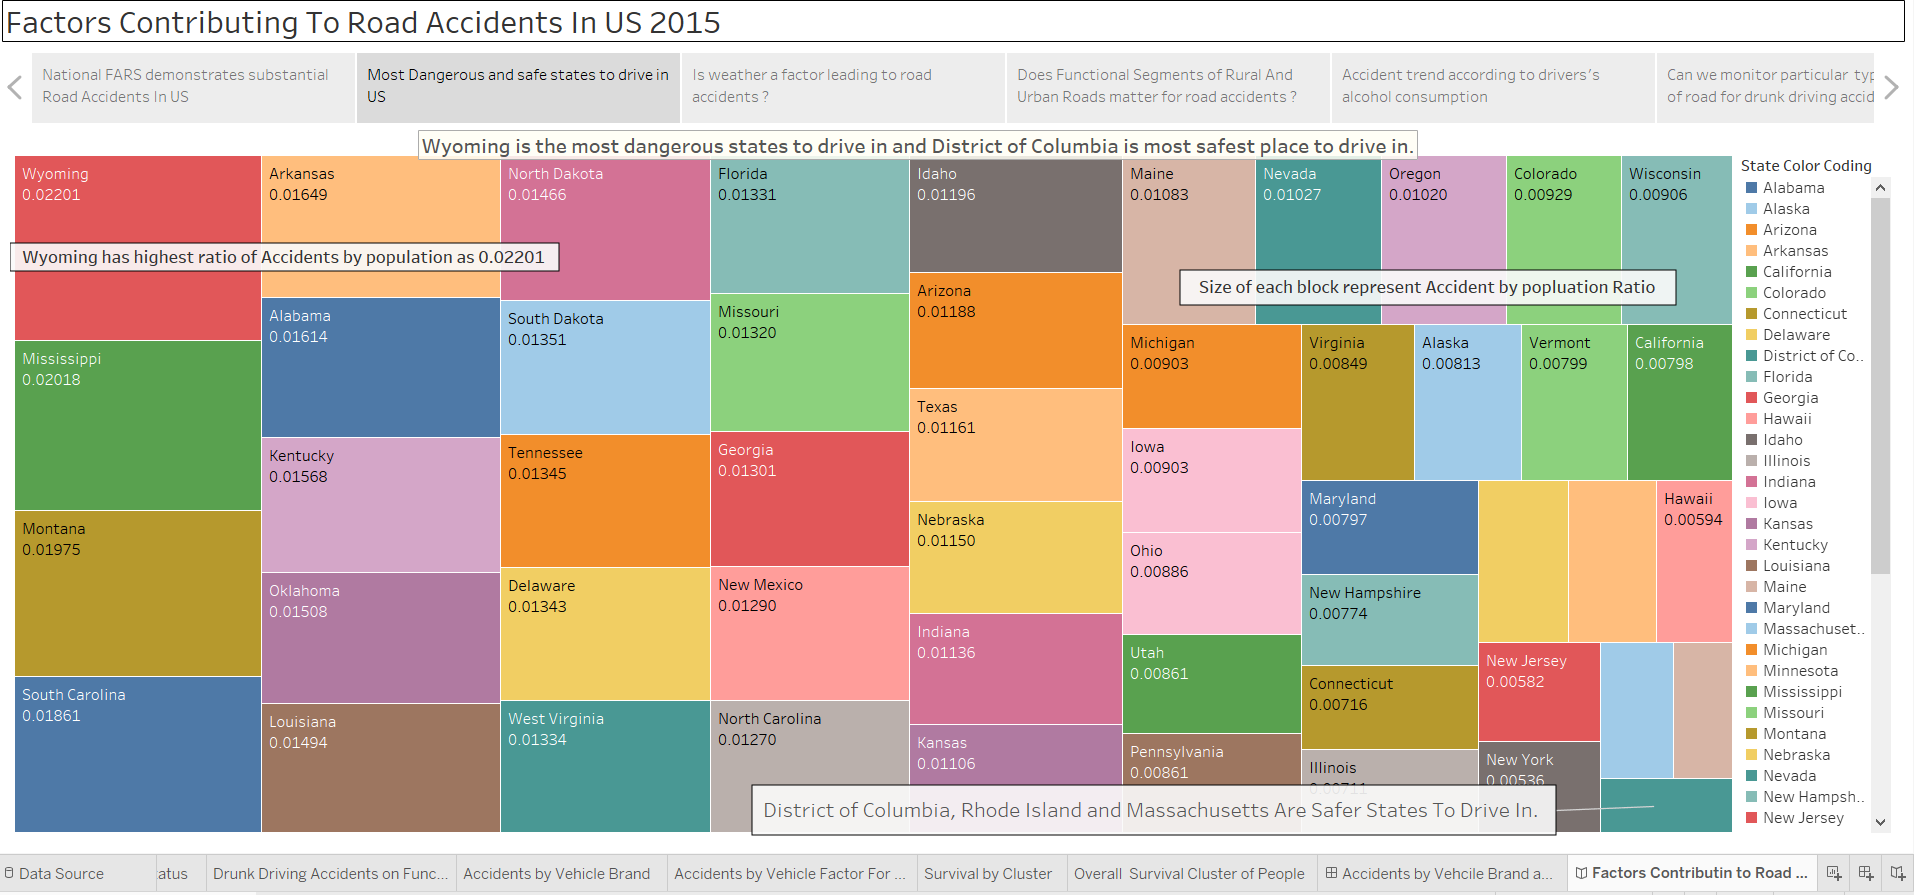 Factors Contributing To Road Accidents In US 2015
National FARS demonstrates substantial
Road Accidents In US
Most Dangerous and safe states to drive in
US
Is weather a factor leading to road
accidents ?
Does Functional Segments of Rural And
Urban Roads matter for road accidents ?
Accident trend according to drivers's
alcohol consumption
Can we monitor particular typ
of road for drunk driving accid
Wyoming is the most dangerous states to drive in and District of Columbia is most safest place to drive in.
Wyoming
0.02201
Wyoming has highest ratio of Accidents by population as 0.02201
Mississippi
0.02018
Montana
0.01975
South Carolina
0.01861
Arkansas
0.01649
Alabama
0.01614
Kentucky
0.01568
Oklahoma
0.01508
Louisiana
0.01494
North Dakota
0.01466
South Dakota
0.01351
Tennessee
0.01345
Delaware
0.01343
West Virginia
0.01334
Florida
0.01331
Missouri
0.01320
Georgia
0.01301
New Mexico
0.01290
North Carolina
0.01270
Idaho
0.01196
Arizona
0.01188
Texas
0.01161
Nebraska
0.01150
Indiana
0.01136
Kansas
0.01106
Maine
0.01083
Nevada
0.01027
Oregon
0.01020
Colorado
0.00929
Wisconsin
0.00906
Size of each block represent Accident by popluation Ratio
Michigan
0.00903
Iowa
0.00903
Ohio
0.00886
Utah
0.00861
Pennsylvania
0.00861
Virginia
0.00849
Alaska
0.00813
Vermont
0.00799
California
0.00798
Maryland
0.00797
New Hampshire
0.00774
Connecticut
0.00716
Illinois
0.00711
Hawaii
0.00594
New Jersey
0.00582
New York
0.00536
District of Columbia, Rhode Island and Massachusetts Are Safer States To Drive In.
State Color Coding
Alabama
Alaska
Arizona
Arkansas
California
Colorado
Connecticut
Delaware
District of Co..
Florida
Georgia
Hawaii
Idaho
Illinois
Indiana
Iowa
Kansas
Kentucky
Louisiana
Maine
Maryland
Massachuset..
Michigan
Minnesota
Mississippi
Missouri
Montana
Nebraska
Nevada
New Hampsh..
New Jersey
Data Source
atus
Drunk Driving Accidents on Func...
Accidents by Vehicle Brand
Accidents by Vehicle Factor For ...
Survival by Cluster
Overall Survival Cluster of People
Accidents by Vehcile Brand a...
Factors Contributin to Road ...